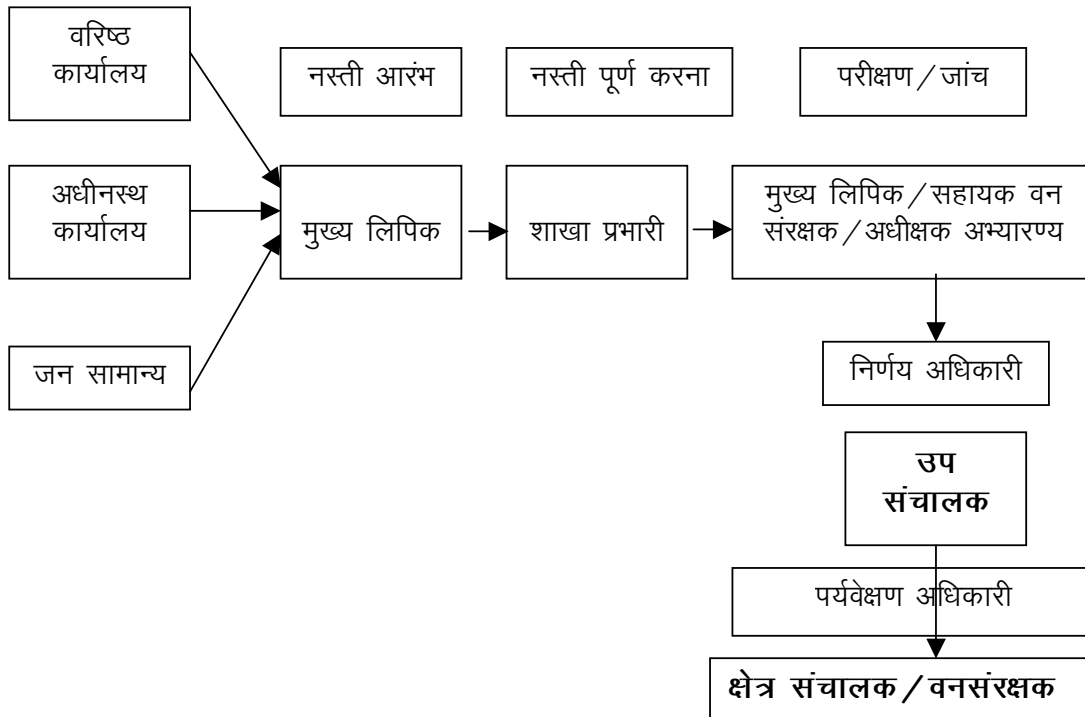 वरिष्ठ
कार्यालय
नस्ती आरंभ
नस्ती पूर्ण करना
परीक्षण/जांच
अधीनस्थ
कार्यालय
मुख्य लिपिक
शाखा प्रभारी
मुख्य लिपिक/सहायक वन
संरक्षक/अधीक्षक अभ्यारण्य
जन सामान्य
निर्णय अधिकारी
उप
संचालक
पर्यवेक्षण अधिकारी
क्षेत्र संचालक/वनसंरक्षक